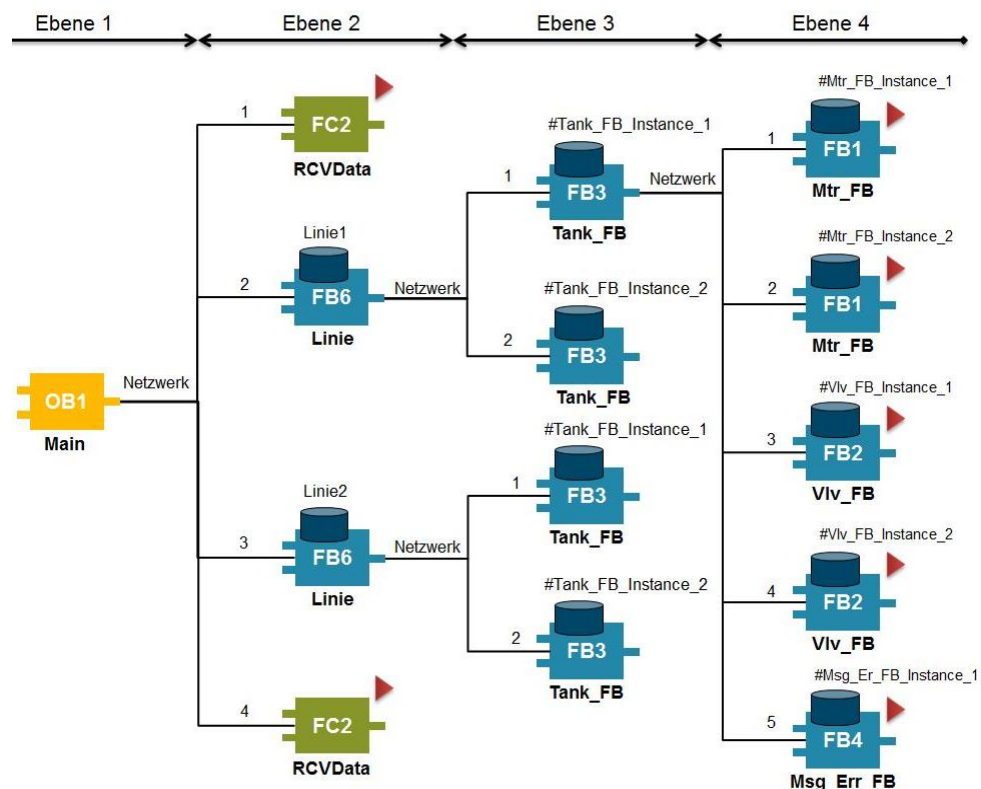 Ebene 1
Ebene 2
Ebene 3
Ebene 4
OB1
Main
Netzwerk
1
FC2
RCVData
2
Linie1
FB6
Linie
Netzwerk
3
Linie2
FB6
Linie
Netzwerk
4
FC2
RCVData
#Tank_FB_Instance_1
1
FB3
Tank_FB
Netzwerk
#Tank_FB_Instance_2
2
FB3
Tank_FB
#Tank_FB_Instance_1
1
FB3
Tank_FB
#Tank_FB_Instance_2
2
FB3
Tank_FB
#Mtr_FB_Instance_1
1
FB1
Mtr_FB
#Mtr_FB_Instance_2
2
FB1
Mtr_FB
#Vlv_FB_Instance_1
3
FB2
Vlv_FB
#Vlv_FB_Instance_2
4
FB2
Vlv_FB
#Msg_Er_FB_Instance_1
5
FB4
Msg_Err_FB